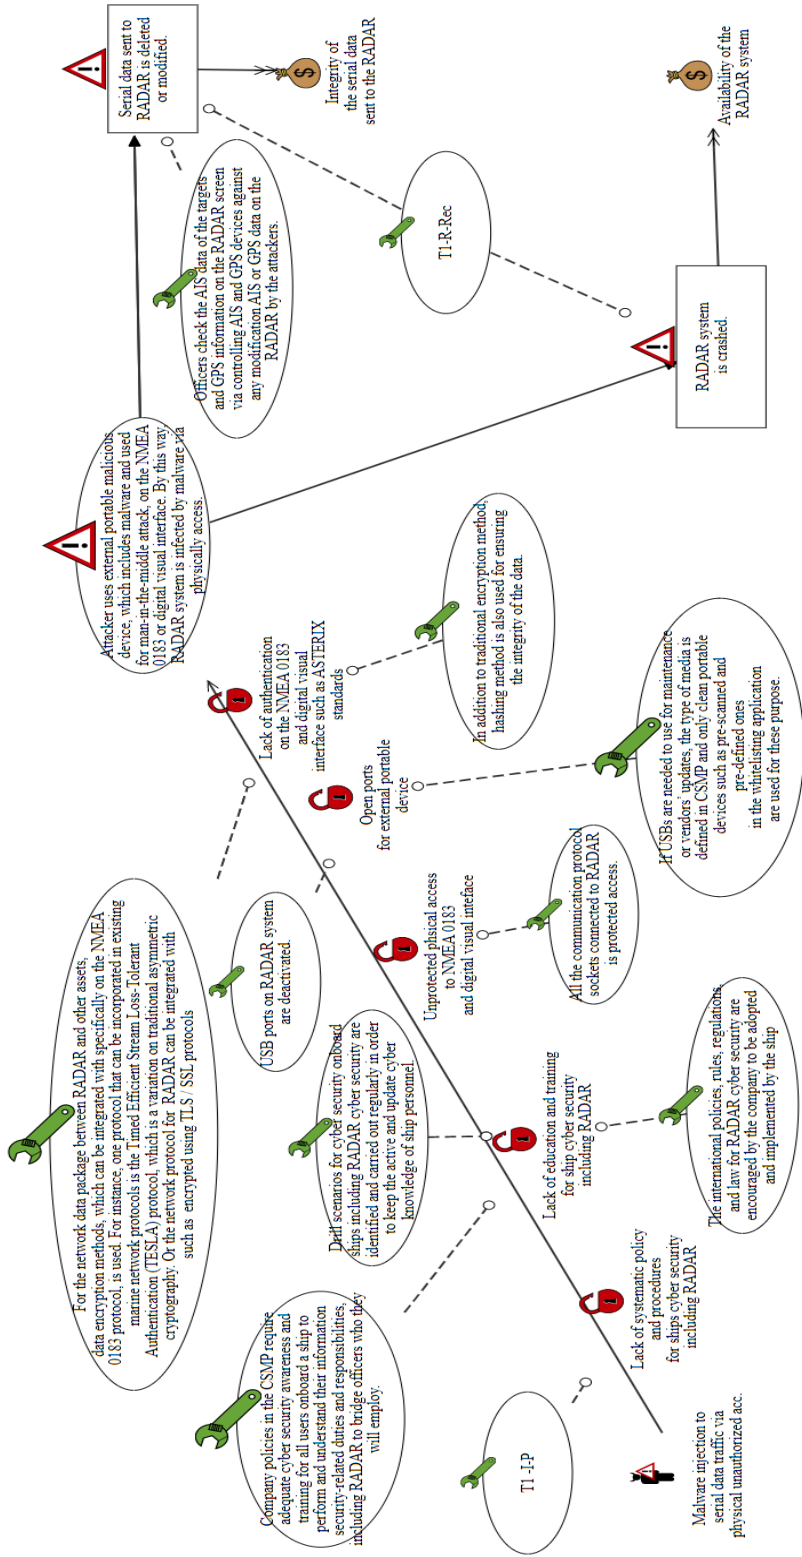 For the network data package between RADAR and other assets,
data encryption methods, which can be integrated with specifically on the NMEA
0183 protocol, is used. For instance, one protocol that can be incorporated in existing
marine network protocols is the Timed Efficient Stream Loss-Tolerant
Authentication (TESLA) protocol, which is a variation on traditional asymmetric
cryptography. Or the network protocol for RADAR can be integrated with
such as encrypted using TLS / SSL protocols
Attacker uses external portable malicious
device, which includes malware and used
for man-in-the-middle attack, on the NMEA
0183 or digital visual interface. By this way,
RADAR system is infected by malware via
physically access.
Serial data sent to
RADAR is deleted
or modified.
Company policies in the CSMP require
adequate cyber security awareness and
training for all users onboard a ship to
perform and understand their information
security-related duties and responsibilities,
including RADAR to bridge officers who they
will employ.
USB ports on RADAR system
are deactivated.
Officers check the AIS data of the targets
and GPS information on the RADAR screen
via controlling AIS and GPS devices against
any modification AIS or GPS data on the
RADAR by the attackers.
Integrity of
the serial data
sent to the RADAR
Drill scenarios for cyber security onboard
ships including RADAR cyber security are
identified and carried out regularly in order
to keep the active and update cyber
knowledge of ship personnel.
Lack of authentication
on the NMEA 0183
and digital visual
interface such as ASTERIX
standards
Open ports
for external portable
device
T1-R-Rec
T1 -I-P
Unprotected phsical access
to NMEA 0183
and digital visual inteface
In addition to traditional encryption method,
hashing method is also used for ensuring
the integrity of the data.
Lack of education and training
for ship cyber security
including RADAR
All the communication protocol
sockets connected to RADAR
is protected access.
Lack of systematic policy
and procedures
for ships cyber security
including RADAR
If USBs are needed to use for maintenance
or vendors' updates, the type of media is
defined in CSMP and only clean portable
devices such as pre-scanned and
pre-defined ones
in the whitelisting application
are used for these purpose.
RADAR system
is crashed.
Availability of the
RADAR system
Malware injection to
serial data traffic via
physical unauthorized acc.
The international policies, rules, regulations,
and law for RADAR cyber security are
encouraged by the company to be adopted
and implemented by the ship